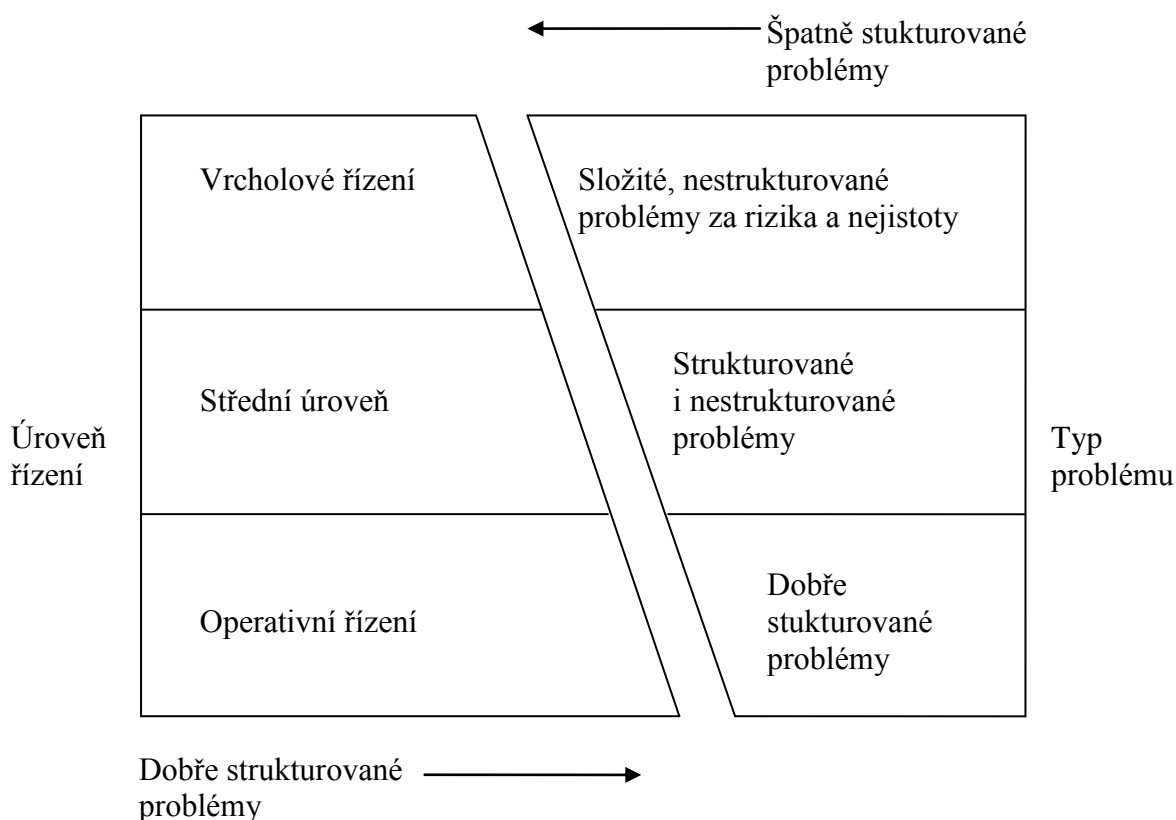 Špatně stukturované
problémy
Vrcholové řízení
Složité, nestrukturované
problémy za rizika a nejistoty
Střední úroveň
Strukturované
i nestrukturované
problémy
Úroveň
řízení
Typ
problému
Operativní řízení
Dobře
stukturované
problémy
Dobře strukturované
problémy